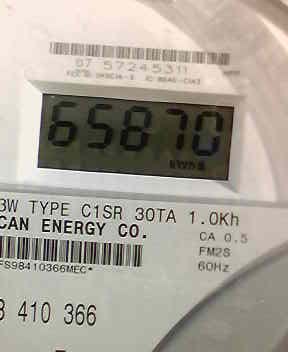 07 57245311
65870
KWHS
3W TYPE C1SR 30TA 1.0Kh
CAN ENERGY CO.
CA 0.5
FM2S
FS98410366MEC*
60Hz
3 410 366